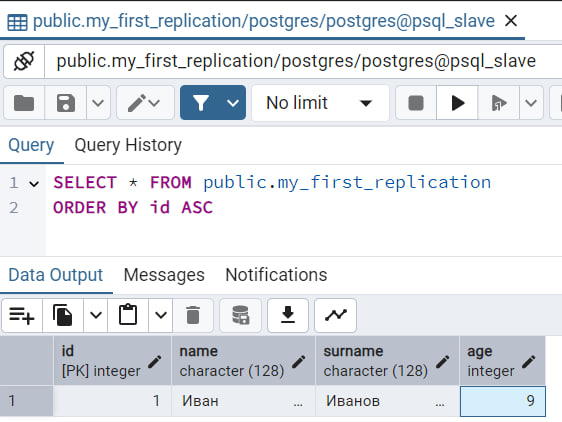 public.my_first_replication/postgres/postgres@psql_slave
public.my_first_replication/postgres/postgres@psql_slave
No limit
Query Query History
1 SELECT * FROM public.my_first_replication
2 ORDER BY id ASC
Data Output Messages Notifications
id name surname age
[PK] integer character (128) character (128) integer
1 1 Иван ... Иванов ... 9